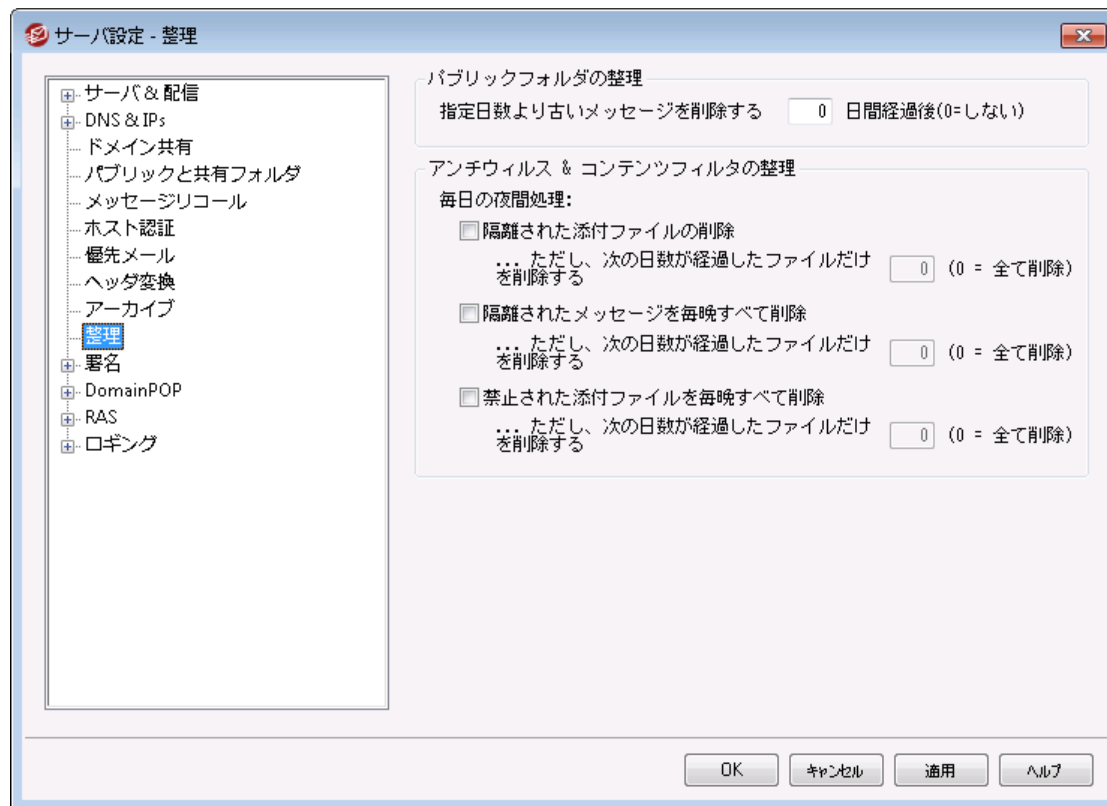 サーバ設定 - 整理
サーバ & 配信
DNS & IPs
ドメイン共有
パブリックと共有フォルダ
メッセージリコール
ホスト認証
優先メール
ヘッダ変換
アーカイブ
整理
署名
DomainPOP
RAS
ロギング
パブリックフォルダの整理
指定日数より古いメッセージを削除する 0 日間経過後(0=しない)
アンチウィルス & コンテンツフィルタの整理
毎日の夜間処理:
隔離された添付ファイルの削除
... ただし、次の日数が経過したファイルだけ
を削除する 0 (0 = 全て削除)
隔離されたメッセージを毎晩すべて削除
... ただし、次の日数が経過したファイルだけ
を削除する 0 (0 = 全て削除)
禁止された添付ファイルを毎晩すべて削除
... ただし、次の日数が経過したファイルだけ
を削除する 0 (0 = 全て削除)
OK キャンセル 適用 ヘルプ